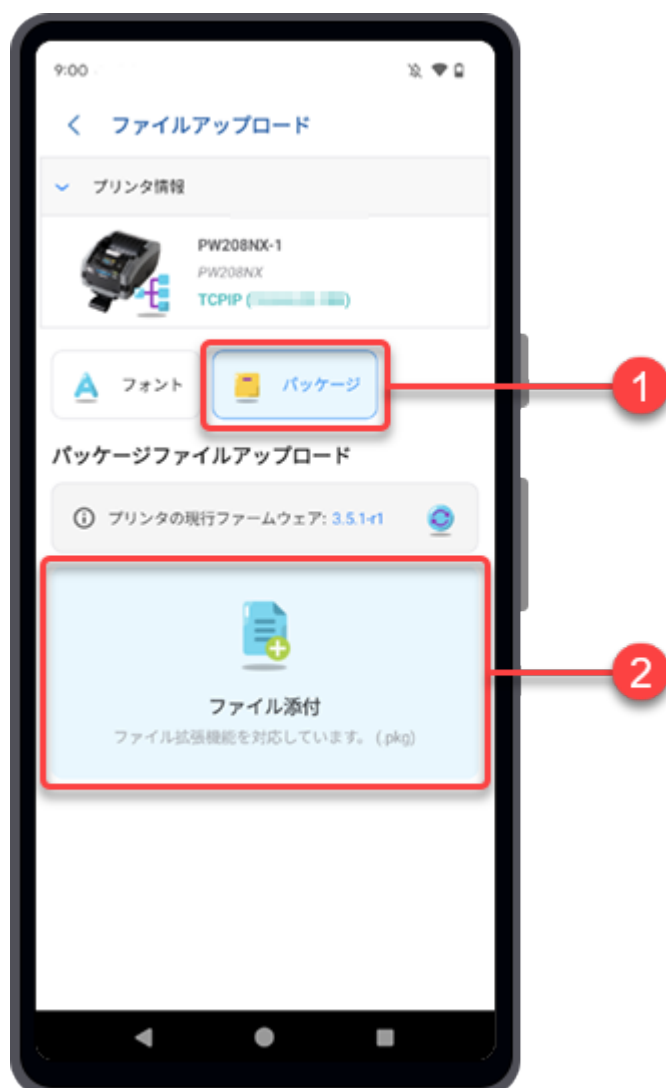 9:00
ファイルアップロード
プリンタ情報
PW208NX-1
PW208NX
TCPIP ( )
フォント
パッケージ
1
パッケージファイルアップロード
プリンタの現行ファームウェア: 3.5.1-r1
ファイル添付
ファイル拡張機能を対応しています。 (.pkg)
2